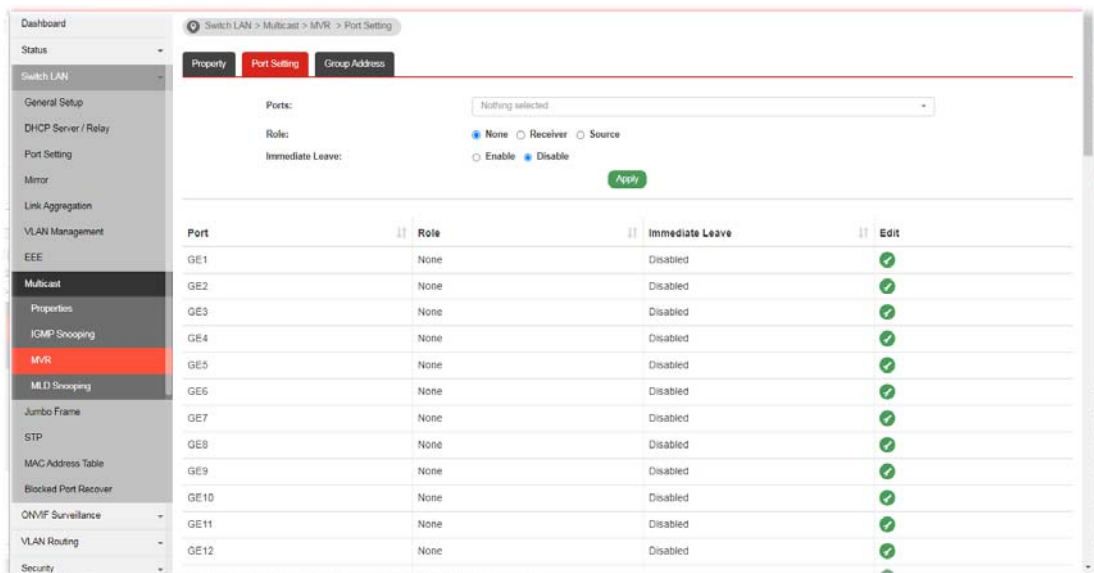 Dashboard
Status
Switch LAN
General Setup
DHCP Server / Relay
Port Setting
Mirror
Link Aggregation
VLAN Management
EEE
Multicast
Properties
IGMP Snooping
MVR
MLD Snooping
Jumbo Frame
STP
MAC Address Table
Blocked Port Recover
ONVIF Surveillance
VLAN Routing
Security
Switch LAN > Multicast > MVR > Port Setting
Property Port Setting Group Address
Ports: Nothing selected
Role: None Receiver Source
Immediate Leave: Enable Disable
Apply
Port Role Immediate Leave Edit
GE1 None Disabled
GE2 None Disabled
GE3 None Disabled
GE4 None Disabled
GE5 None Disabled
GE6 None Disabled
GE7 None Disabled
GE8 None Disabled
GE9 None Disabled
GE10 None Disabled
GE11 None Disabled
GE12 None Disabled